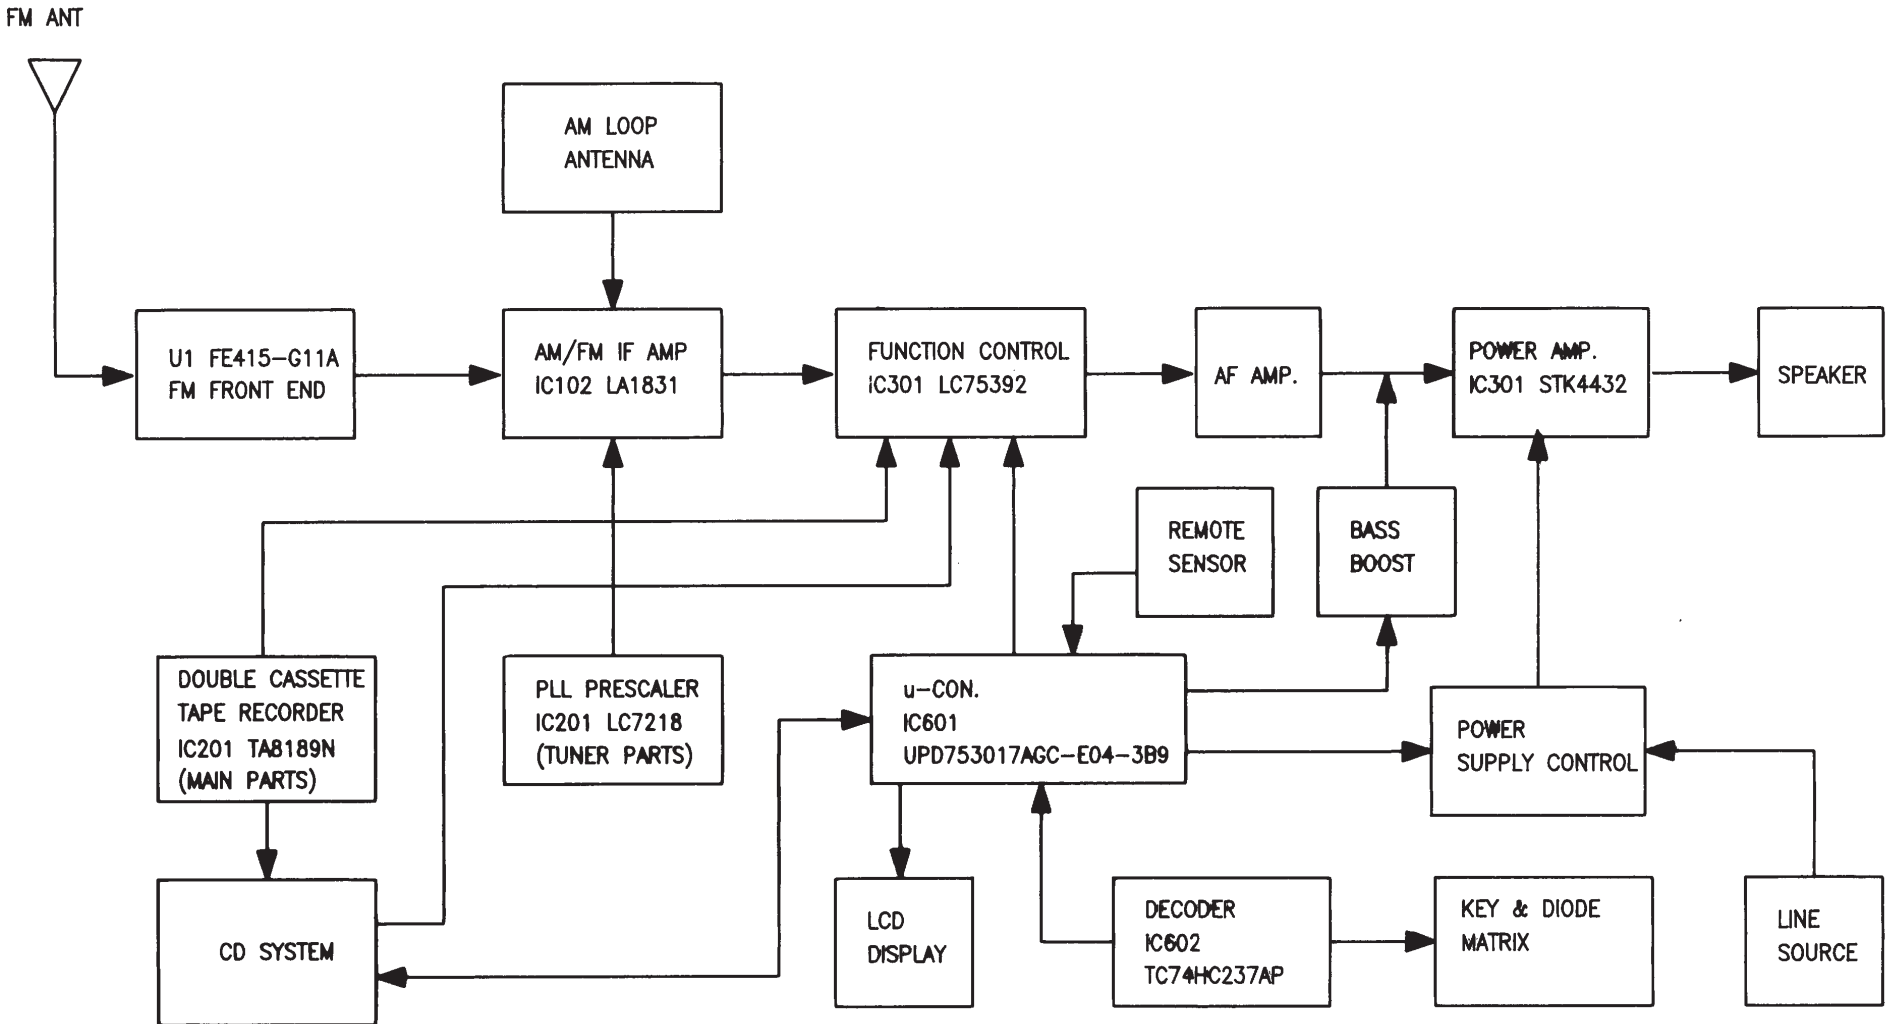 FM ANT
AM LOOP
ANTENNA
U1 FE415-G11A
FM FRONT END
AM/FM IF AMP
IC102 LA1831
FUNCTION CONTROL
IC301 LC75392
AF AMP.
POWER AMP.
IC301 STK4432
SPEAKER
REMOTE
SENSOR
BASS
BOOST
DOUBLE CASSETTE
TAPE RECORDER
IC201 TA8189N
(MAIN PARTS)
PLL PRESCALER
IC201 LC7218
(TUNER PARTS)
u-CON.
IC601
UPD753017AGC-E04-3B9
POWER
SUPPLY CONTROL
CD SYSTEM
LCD
DISPLAY
DECODER
IC602
TC74HC237AP
KEY & DIODE
MATRIX
LINE
SOURCE